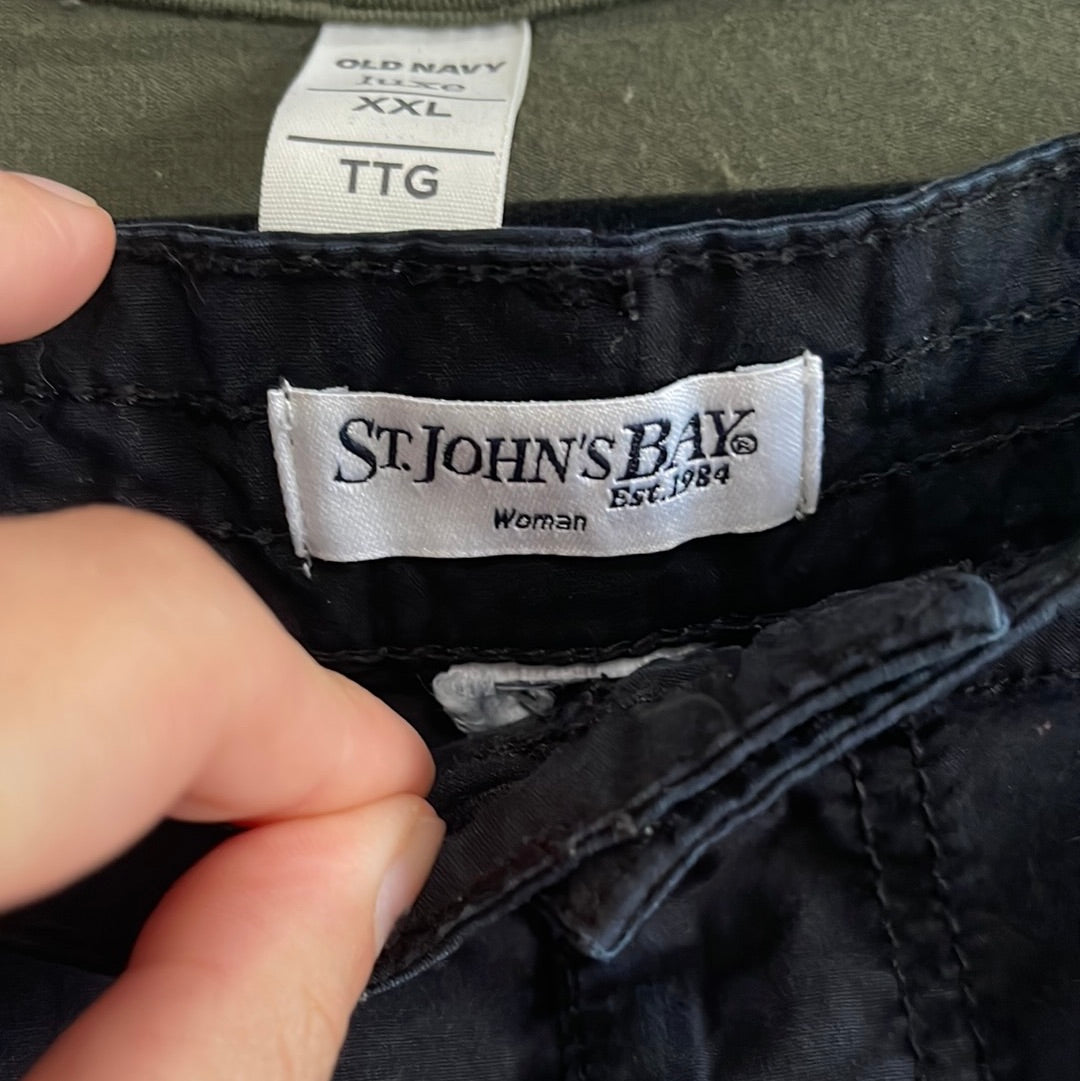 OLD NAVY
luxe
XXL
TTG
ST. JOHN'S BAY®
Est. 1984
Woman